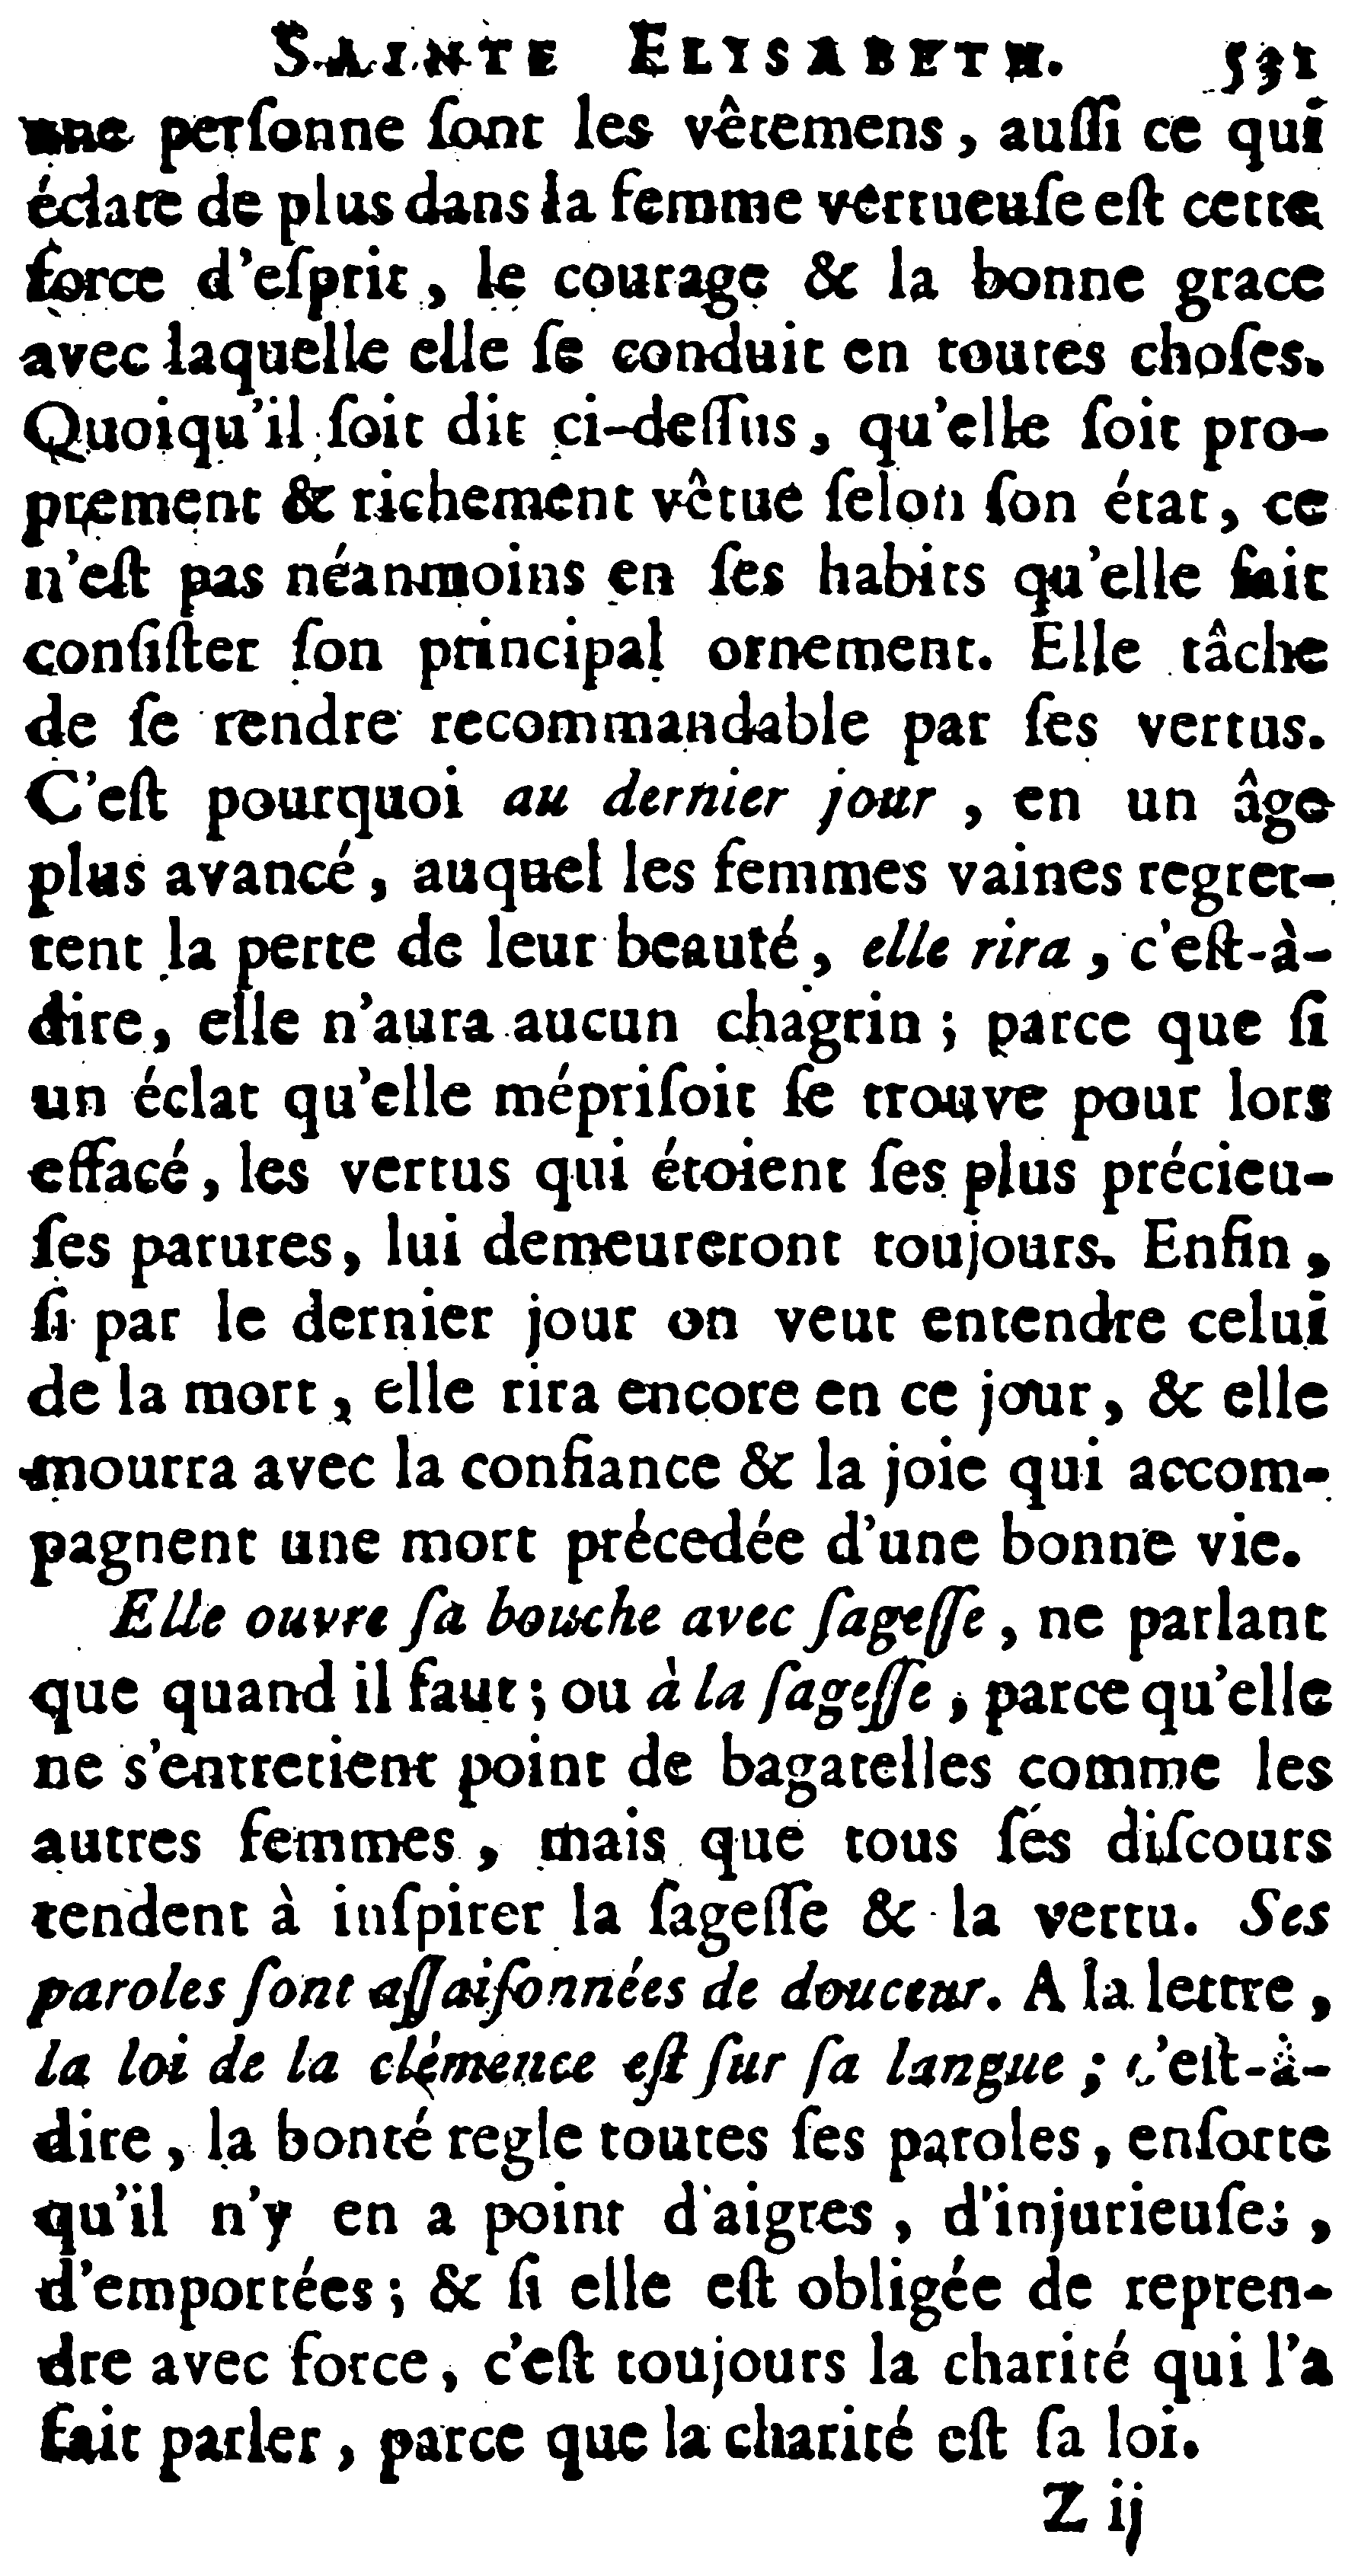 SAINTE ELYSABETH. 531
une perſonne ſont les vêtemens, auſſi ce qui
éclate de plus dans la femme vertueuſe eſt cette
force d'eſprit, le courage & la bonne grace
avec laquelle elle ſe conduit en toutes choſes.
Quoiqu'il ſoit dit ci-deſſus, qu'elle ſoit pro-
prement & richement vêtue ſelon ſon état, ce
n'eſt pas néanmoins en ſes habits qu'elle fait
conſiſter ſon principal ornement. Elle tâche
de ſe rendre recommandable par ſes vertus.
C'eſt pourquoi au dernier jour, en un âge
plus avancé, auquel les femmes vaines regret-
tent la perte de leur beauté, elle rira, c'eſt-à-
dire, elle n'aura aucun chagrin; parce que ſi
un éclat qu'elle mépriſoit ſe trouve pour lors
effacé, les vertus qui étoient ſes plus précieu-
ſes parures, lui demeureront toujours. Enfin,
ſi par le dernier jour on veut entendre celui
de la mort, elle rira encore en ce jour, & elle
mourra avec la confiance & la joie qui accom-
pagnent une mort précedée d'une bonne vie.
Elle ouvre ſa bouche avec ſageſſe, ne parlant
que quand il faut; ou à la ſageſſe, parce qu'elle
ne s'entretient point de bagatelles comme les
autres femmes, mais que tous ſes diſcours
tendent à inſpirer la ſageſſe & la vertu. Ses
paroles ſont aſſaiſonnées de douceur. A la lettre,
la loi de la clémence eſt ſur ſa langue; c'eſt-à-
dire, la bonté regle toutes ſes paroles, enſorte
qu'il n'y en a point d'aigres, d'injurieuſes,
d'emportées; & ſi elle eſt obligée de repren-
dre avec force, c'eſt toujours la charité qui l'a
fait parler, parce que la charité eſt ſa loi.
Z ij